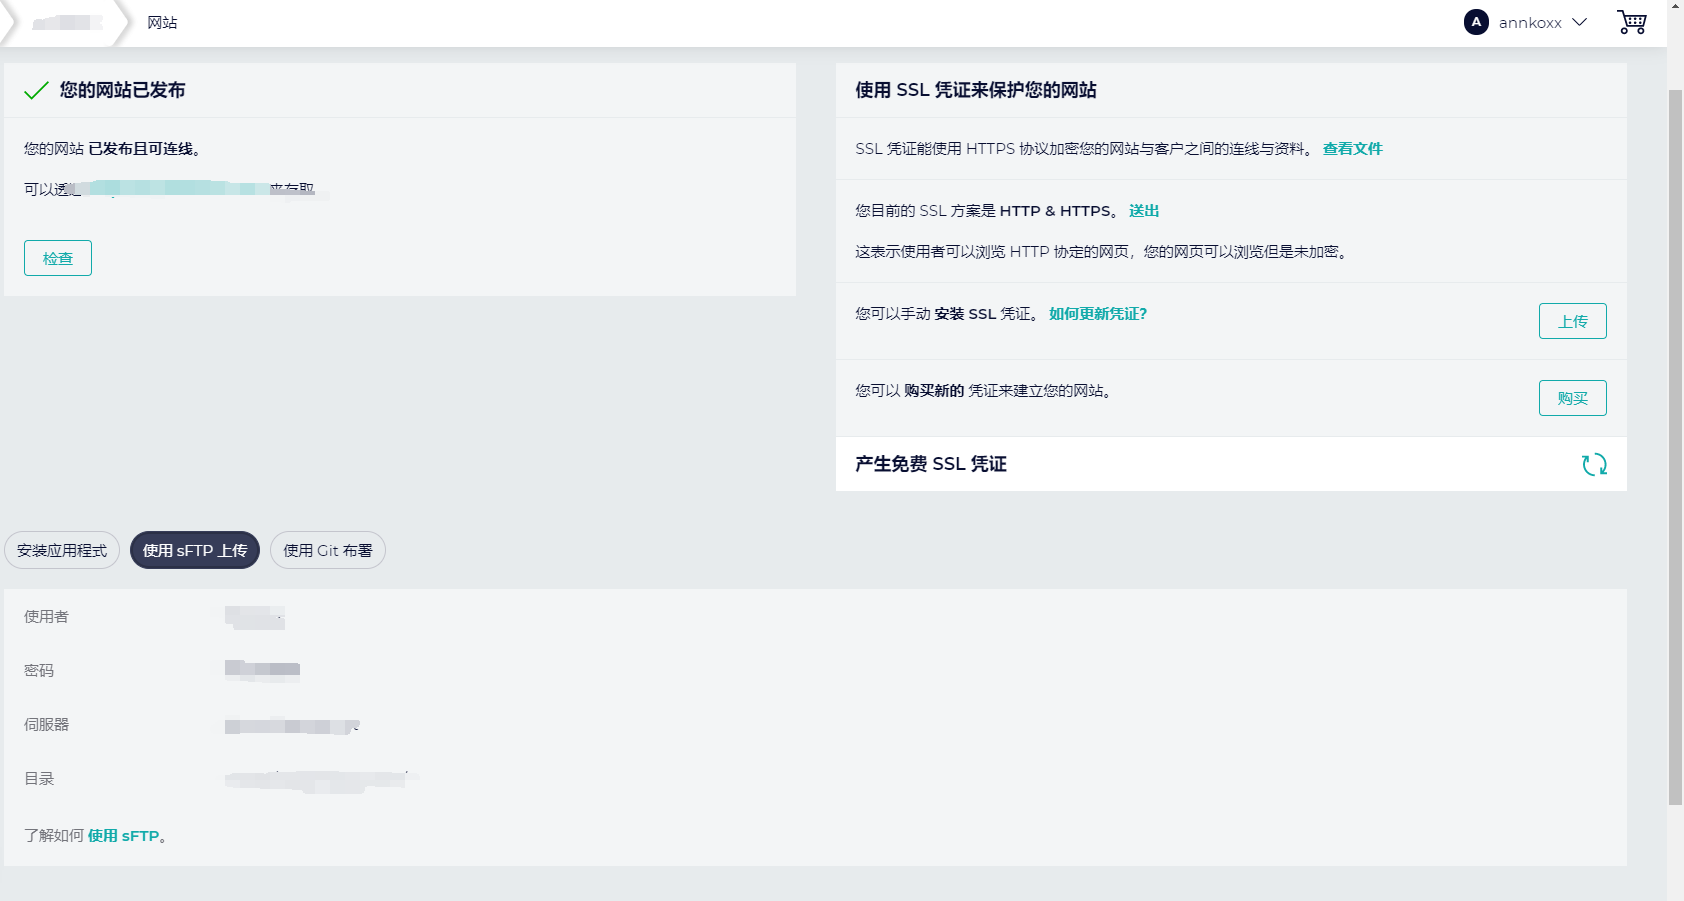 网站
A annkoxx
您的网站已发布
您的网站 已发布且可连线。
可以透过
来存取
检查
使用 SSL 凭证来保护您的网站
SSL 凭证能使用 HTTPS 协议加密您的网站与客户之间的连线与资料。 查看文件
您目前的 SSL 方案是 HTTP & HTTPS。 送出
这表示使用者可以浏览 HTTP 协定的网页，您的网页可以浏览但是未加密。
您可以手动 安装 SSL 凭证。 如何更新凭证?
上传
您可以 购买新的 凭证来建立您的网站。
购买
产生免费 SSL 凭证
安装应用程式
使用 sFTP 上传
使用 Git 布署
使用者
密码
伺服器
目录
了解如何 使用 sFTP。